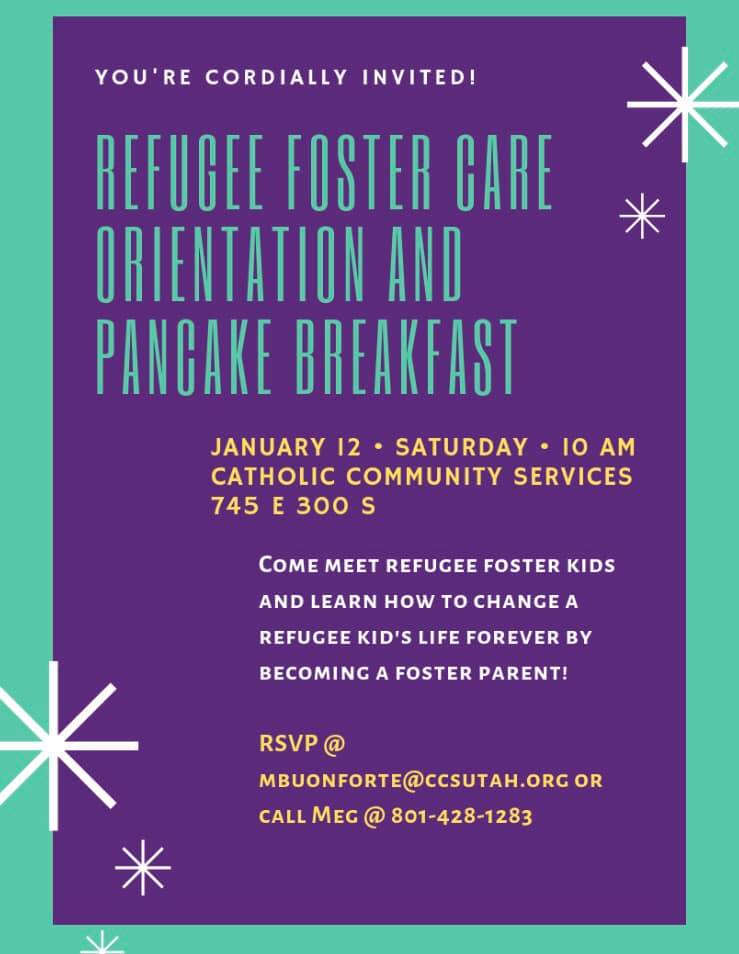 YOU'RE CORDIALLY INVITED!
REFUGEE FOSTER CARE
ORIENTATION AND
PANCAKE BREAKFAST
JANUARY 12 • SATURDAY • 10 AM
CATHOLIC COMMUNITY SERVICES
745 E 300 S
Come meet refugee foster kids
and learn how to change a
refugee kid's life forever by
becoming a foster parent!
RSVP @
mbuonforte@ccsutah.org or
call Meg @ 801-428-1283